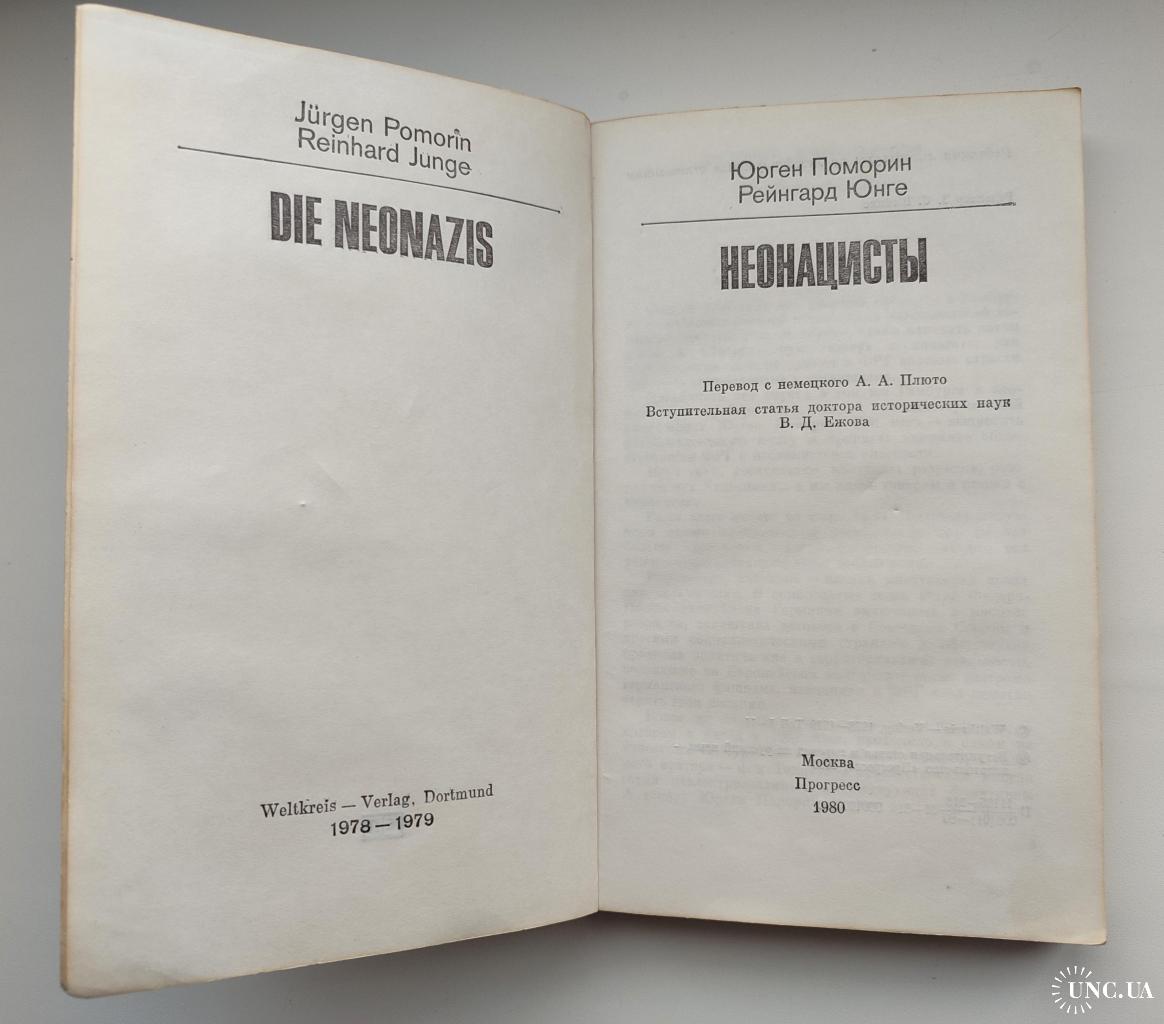 Jürgen Pomorin
Reinhard Junge
DIE NEONAZIS
Weltkreis — Verlag, Dortmund
1978 — 1979
Юрген Поморин
Рейнгард Юнге
НЕОНАЦИСТЫ
Перевод с немецкого А. А. Плюто
Вступительная статья доктора исторических наук
В. Д. Ежова
Москва
Прогресс
1980
UNC.UA